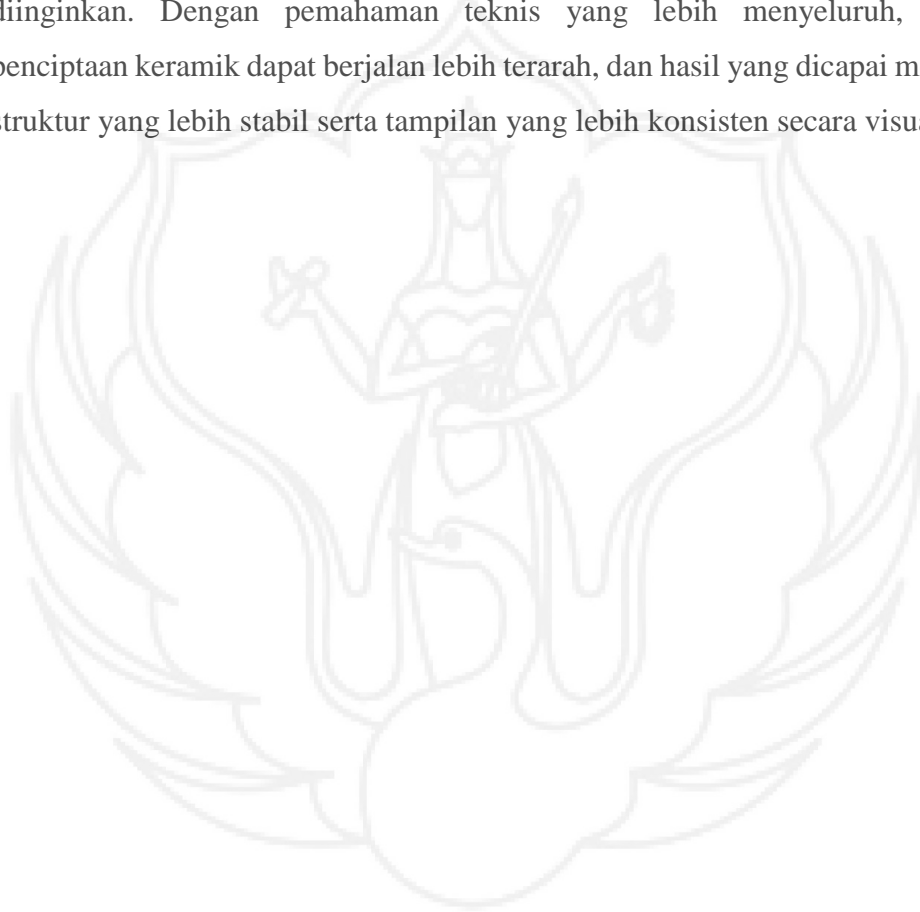 diinginkan. Dengan pemahaman teknis yang lebih menyeluruh,
penciptaan keramik dapat berjalan lebih terarah, dan hasil yang dicapai
struktur yang lebih stabil serta tampilan yang lebih konsisten secara